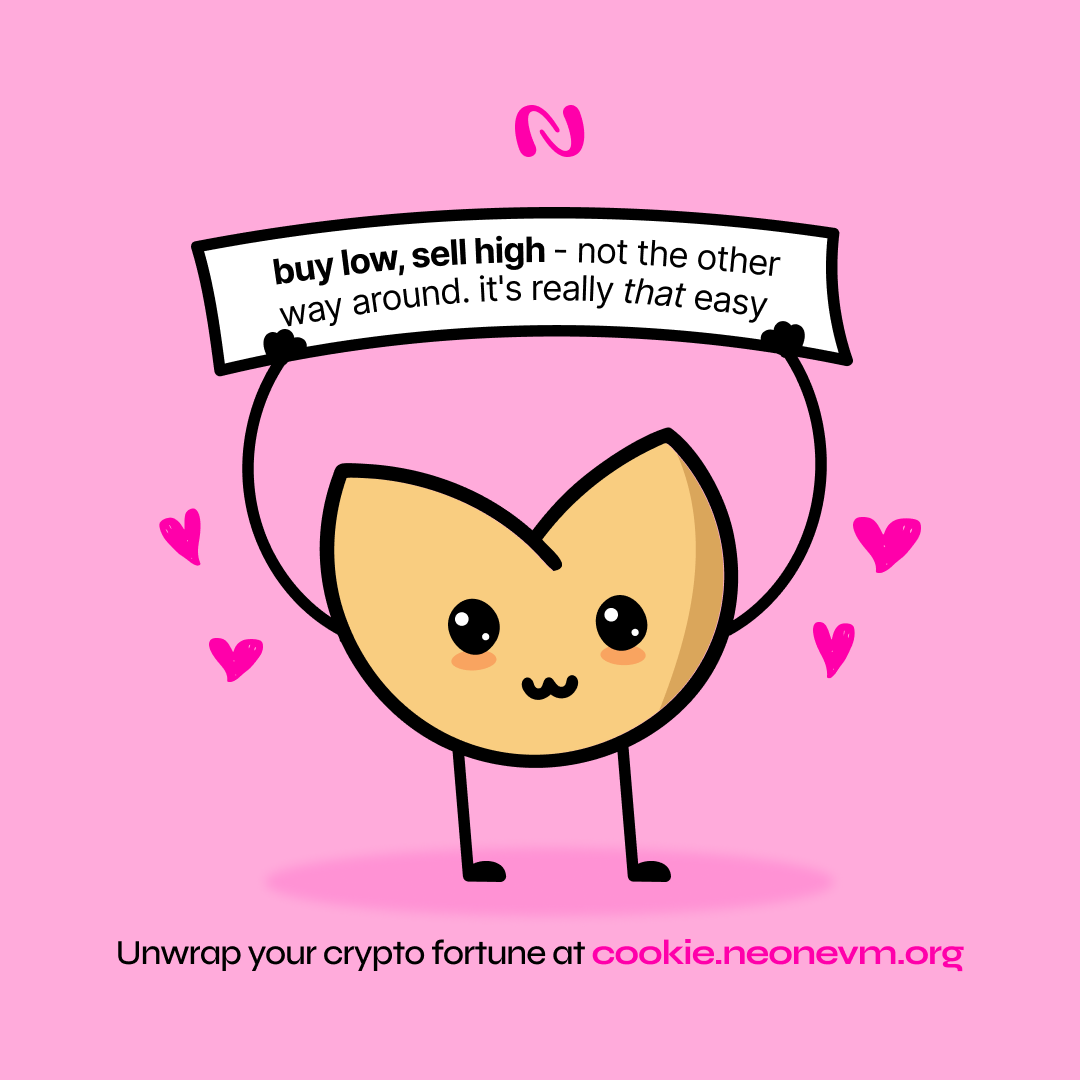 buy low, sell high - not the other
way around. it's really that easy
Unwrap your crypto fortune at cookie.neonevm.org